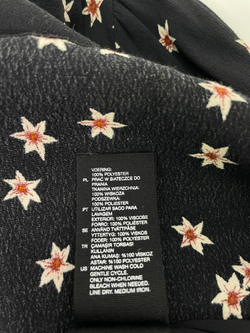 VOERING:
100% POLYESTER
PL PRAĆ W SIATECZCE DO
PRANIA
TKANINA WIERZCHNIA:
100% WISKOZA
PODSZEWKA:
100% POLIESTER
PT UTILIZAR SACO PARA
LAVAGEM
EXTERIOR: 100% VISCOSE
FORRO: 100% POLIESTER
SE ANVÄND TVÄTTPÅSE
YTTERTYG: 100% VISKOS
FODER: 100% POLYESTER
TR ÇAMAŞIR TORBASI
KULLANIN
ANA KUMAŞ: %100 VİSKOZ
ASTAR: %100 POLYESTER
US MACHINE WASH COLD
GENTLE CYCLE,
ONLY NON-CHLORINE
BLEACH WHEN NEEDED.
LINE DRY. MEDIUM IRON.